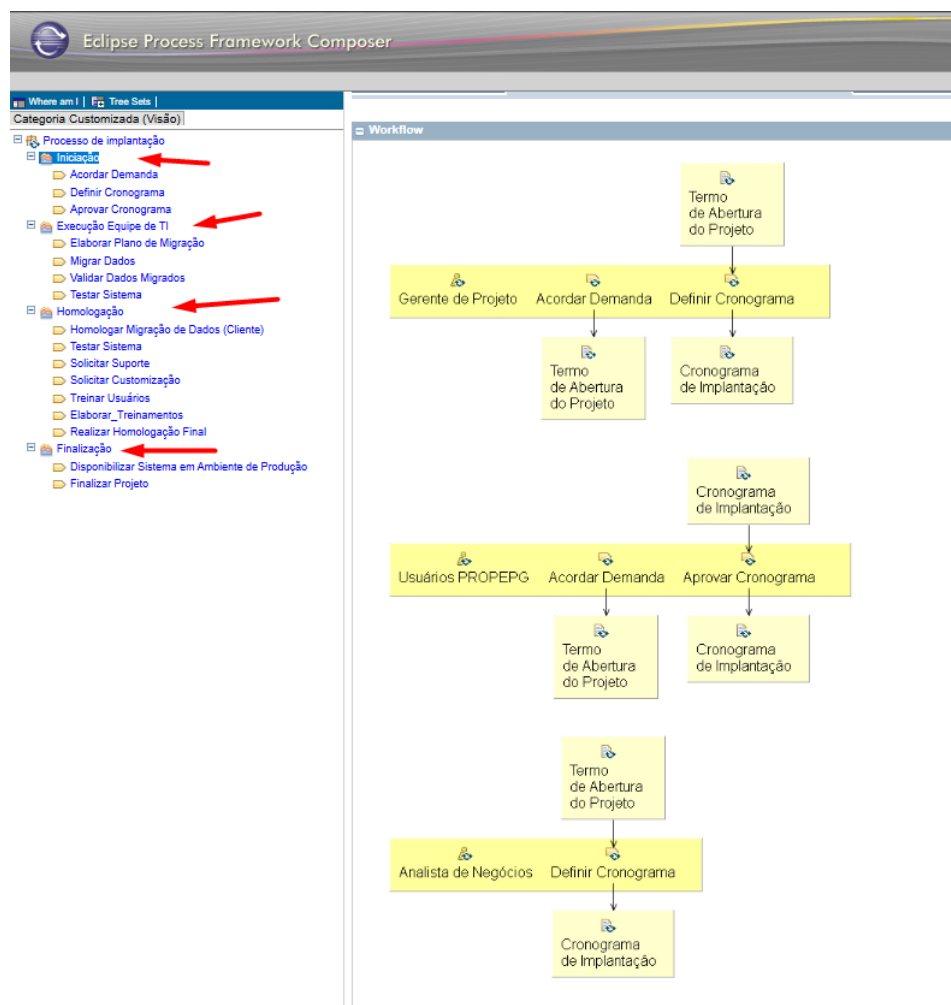 Eclipse Process Framework Composer
Where am I | Tree Sets |
Categoria Customizada (Visão)
Processo de implantação
Iniciação
Acordar Demanda
Definir Cronograma
Aprovar Cronograma
Execução Equipe de TI
Elaborar Plano de Migração
Migrar Dados
Validar Dados Migrados
Testar Sistema
Homologação
Homologar Migração de Dados (Cliente)
Testar Sistema
Solicitar Suporte
Solicitar Customização
Treinar Usuários
Elaborar_Treinamentos
Realizar Homologação Final
Finalização
Disponibilizar Sistema em Ambiente de Produção
Finalizar Projeto
Workflow
Termo
de Abertura
do Projeto
Gerente de Projeto Acordar Demanda Definir Cronograma
Termo
de Abertura
do Projeto
Cronograma
de Implantação
Cronograma
de Implantação
Usuários PROPEPG Acordar Demanda Aprovar Cronograma
Termo
de Abertura
do Projeto
Cronograma
de Implantação
Termo
de Abertura
do Projeto
Analista de Negócios Definir Cronograma
Cronograma
de Implantação